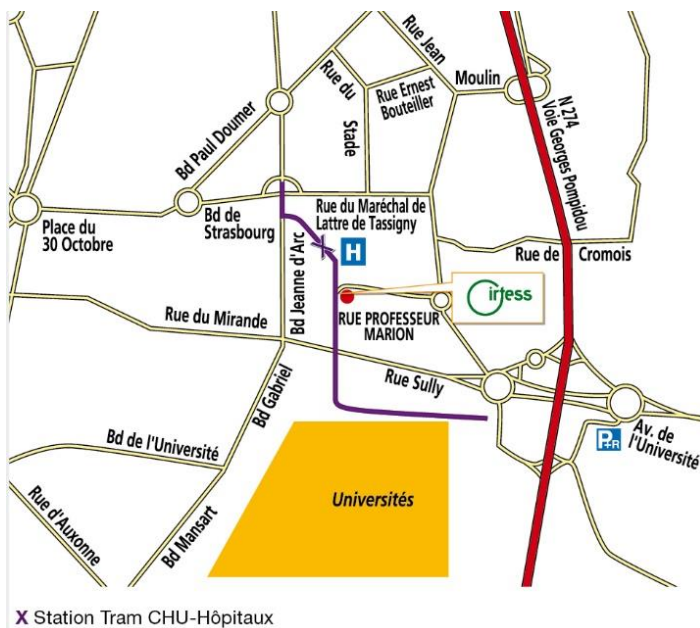 Rue Jean
Moulin
Rue du
Stade
Rue Ernest
Bouteiller
N 274
Voie Georges Pompidou
Bd Paul Doumer
Place du
30 Octobre
Bd de
Strasbourg
Rue du Maréchal de
Lattre de Tassigny
H
Rue de Cromois
Bd Jeanne d'Arc
irtess
Rue du Mirande
RUE PROFESSEUR
MARION
Rue Sully
Bd Gabriel
Bd de l'Université
P+R
Av. de
l'Université
Rue d'Auxonne
Bd Mansart
Universités
X Station Tram CHU-Hôpitaux